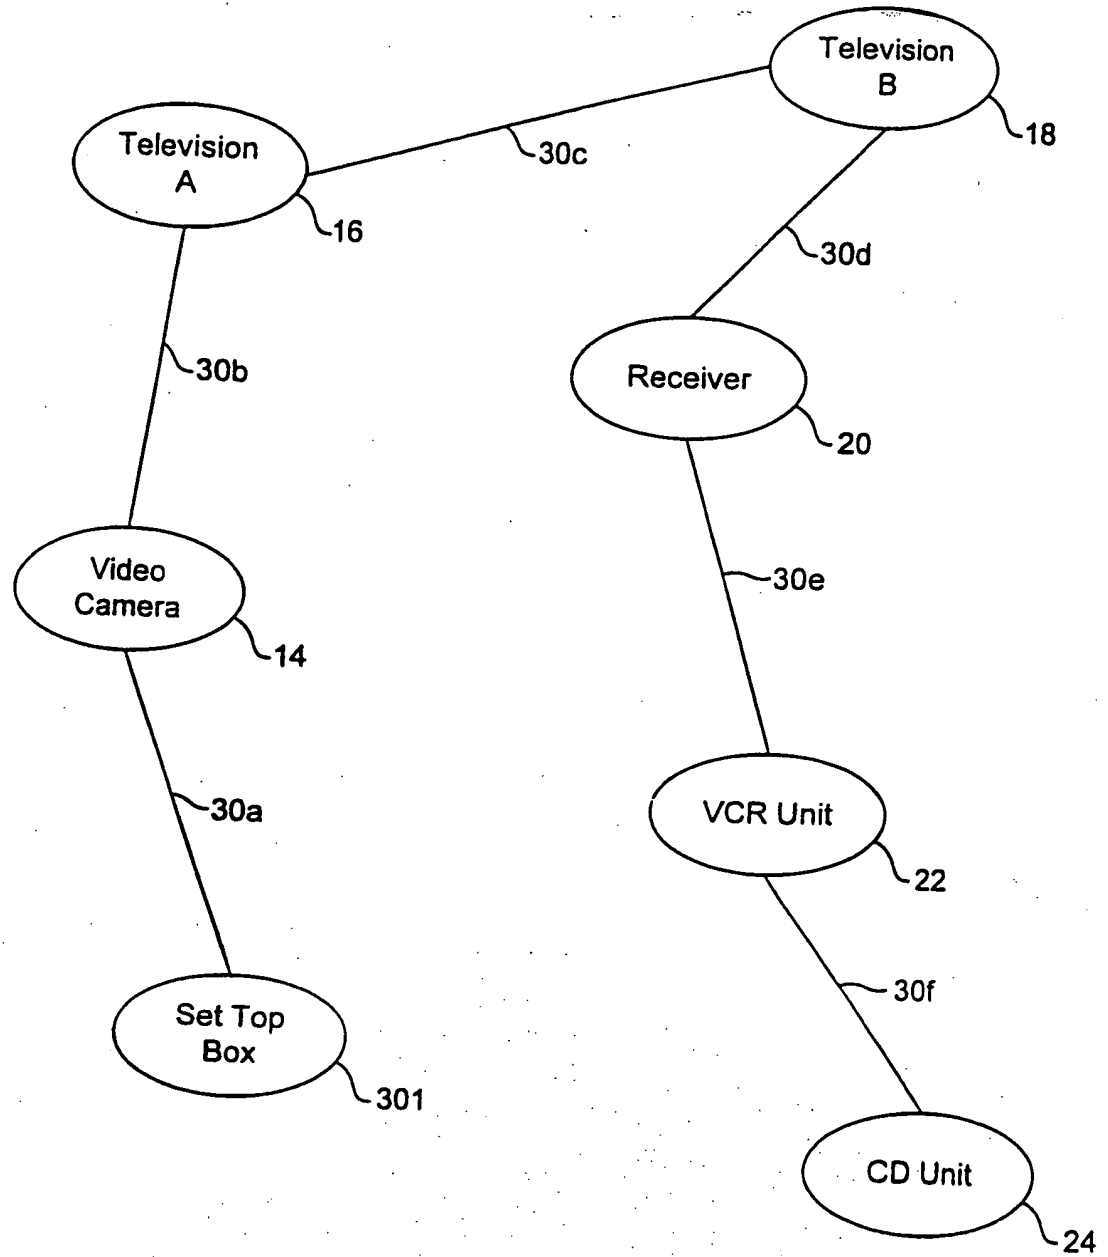 Television
B
18
30c
Television
A
16
30d
30b
Receiver
20
30e
Video
Camera
14
30a
VCR Unit
22
30f
Set Top
Box
301
CD Unit
24